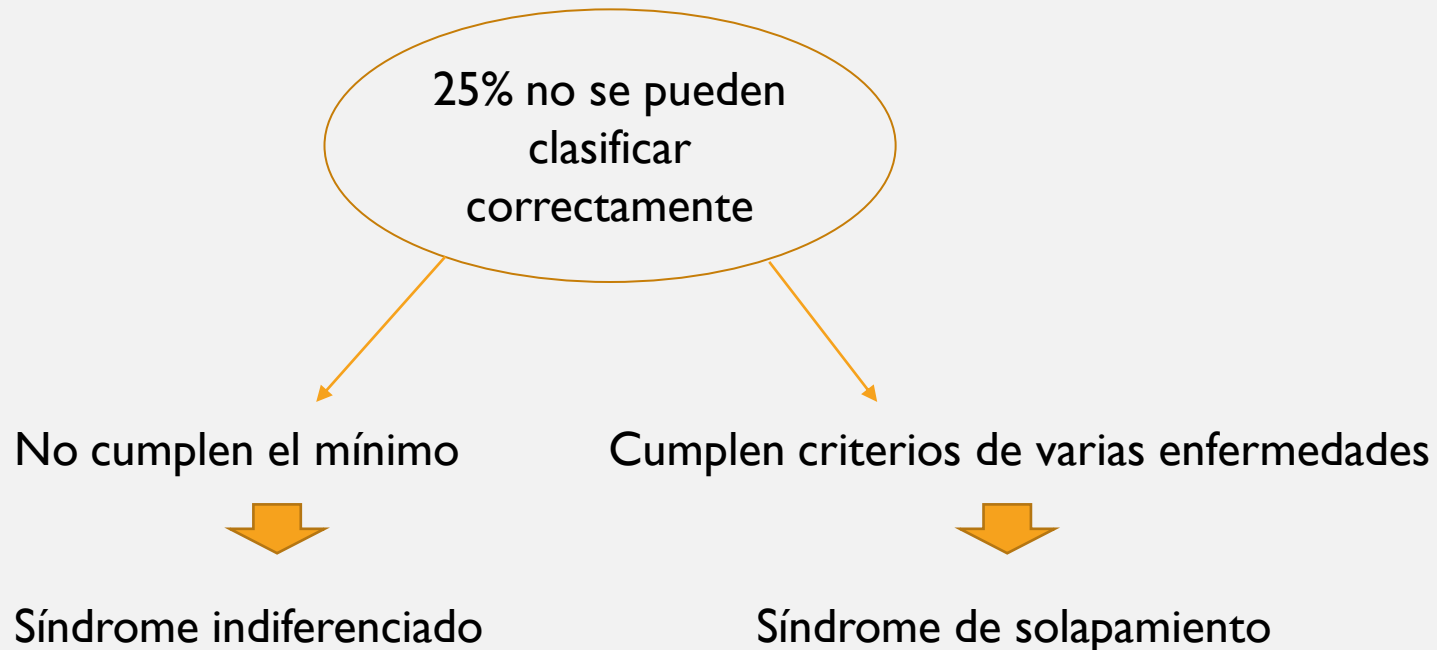 25% no se pueden
clasificar
correctamente
No cumplen el mínimo
Cumplen criterios de varias enfermedades
Síndrome indiferenciado
Síndrome de solapamiento